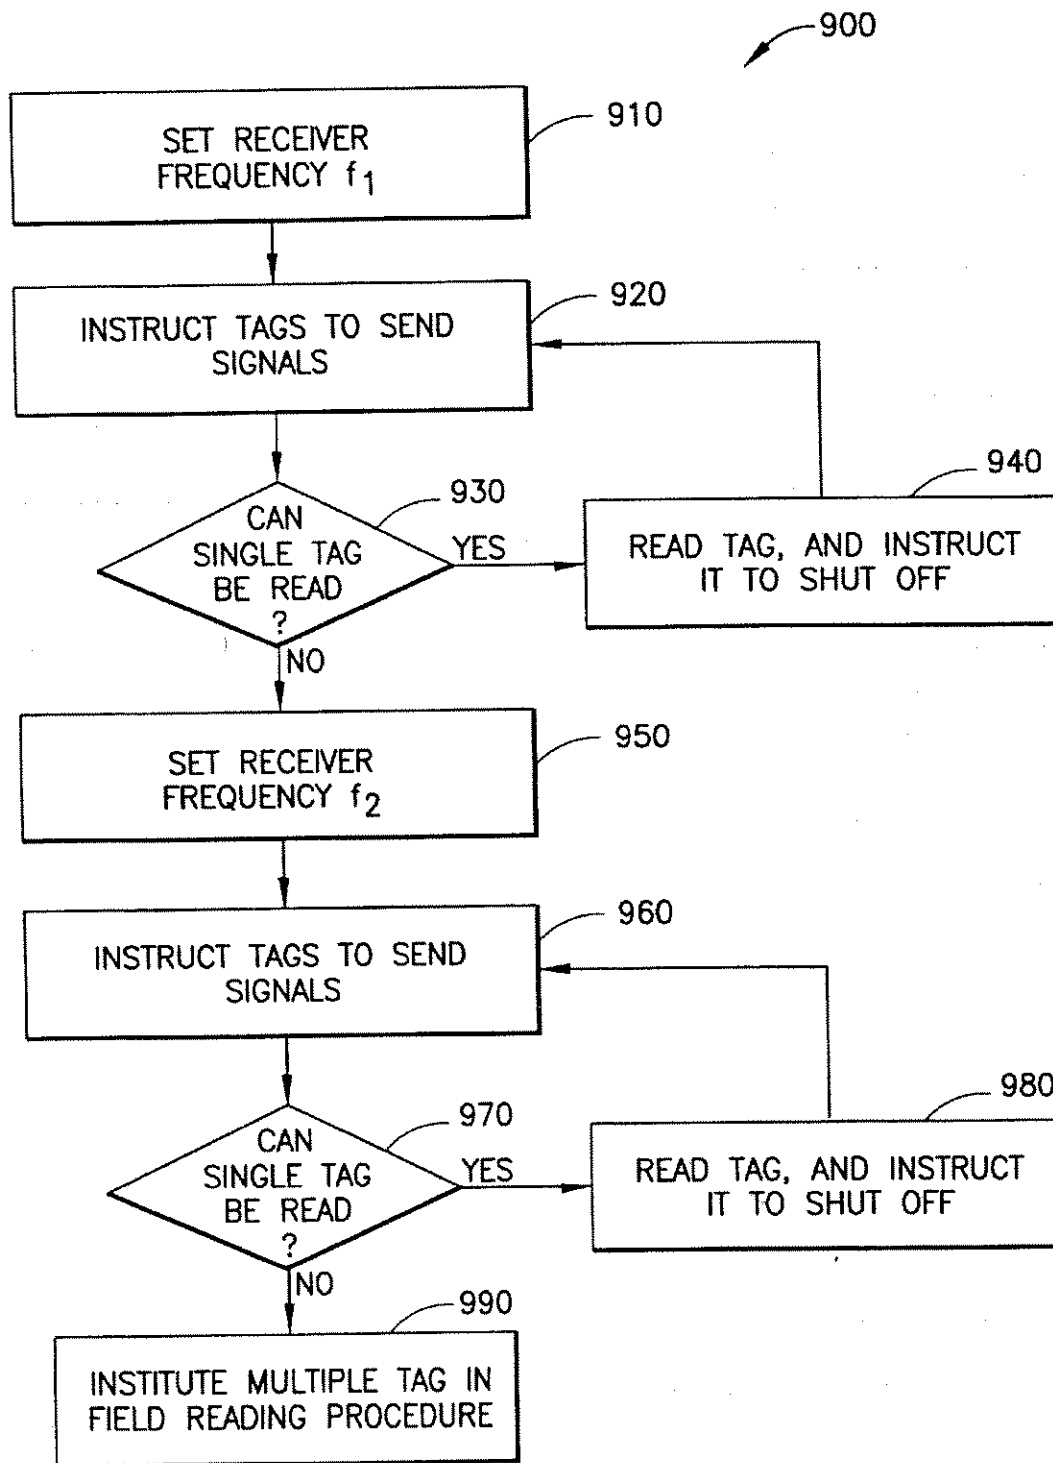 900
910
SET RECEIVER
FREQUENCY f1
920
INSTRUCT TAGS TO SEND
SIGNALS
930
CAN
SINGLE TAG
BE READ
?
YES
NO
940
READ TAG, AND INSTRUCT
IT TO SHUT OFF
950
SET RECEIVER
FREQUENCY f2
960
INSTRUCT TAGS TO SEND
SIGNALS
970
CAN
SINGLE TAG
BE READ
?
YES
NO
980
READ TAG, AND INSTRUCT
IT TO SHUT OFF
990
INSTITUTE MULTIPLE TAG IN
FIELD READING PROCEDURE